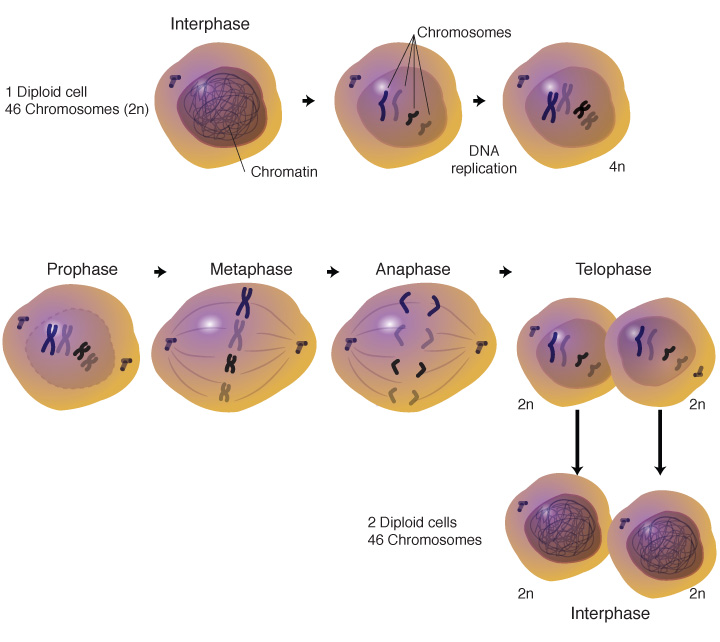 Interphase
Chromosomes
1 Diploid cell
46 Chromosomes (2n)
Chromatin
DNA
replication
4n
Prophase
Metaphase
Anaphase
Telophase
2n
2n
2 Diploid cells
46 Chromosomes
2n
2n
Interphase